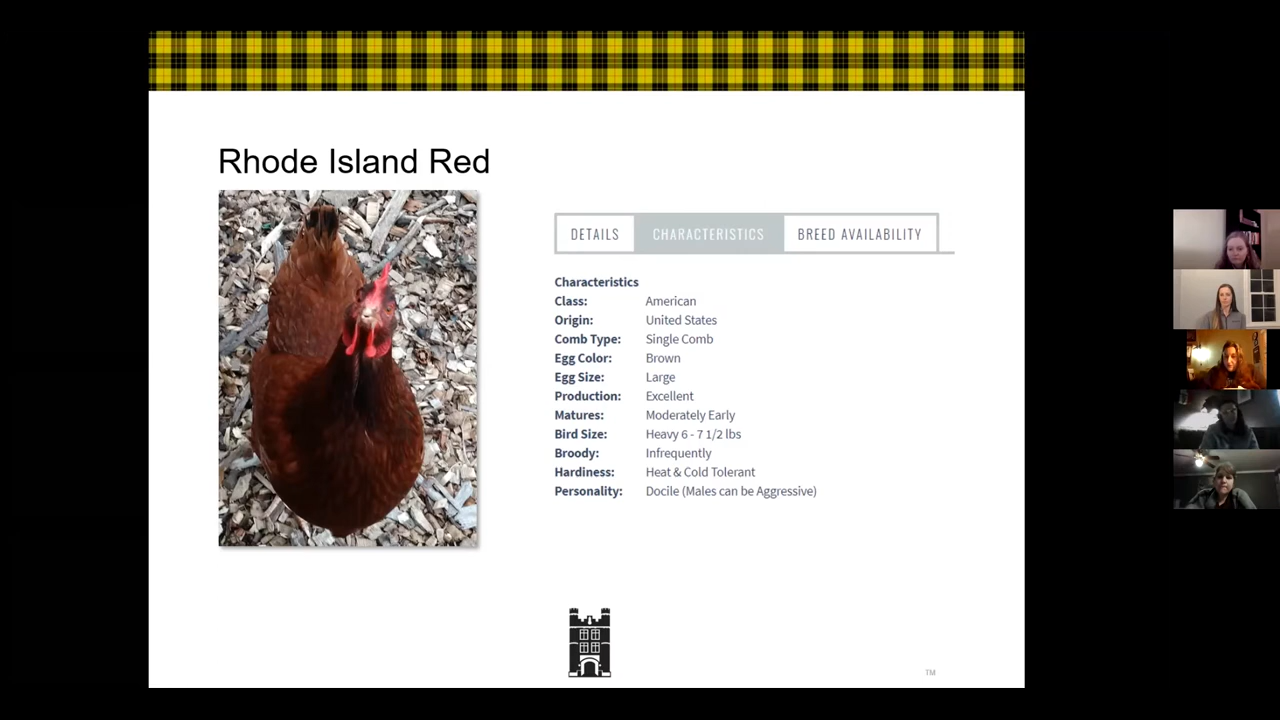 Rhode Island Red
DETAILS CHARACTERISTICS BREED AVAILABILITY
Characteristics
Class: American
Origin: United States
Comb Type: Single Comb
Egg Color: Brown
Egg Size: Large
Production: Excellent
Matures: Moderately Early
Bird Size: Heavy 6 - 7 1/2 lbs
Broody: Infrequently
Hardiness: Heat & Cold Tolerant
Personality: Docile (Males can be Aggressive)
TM